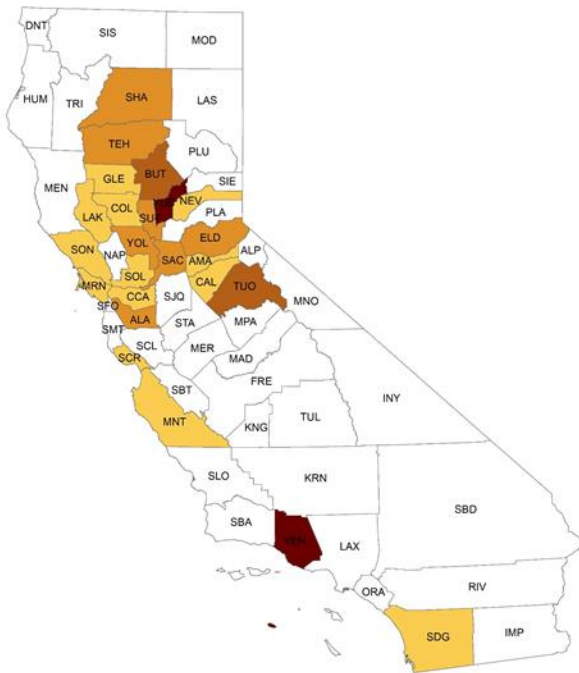 DNT
SIS
MOD
HUM
TRI
SHA
LAS
TEH
PLU
BUT
GLE
SIE
MEN
NEV
COL
LAK
SU
PLA
YOL
ELD
SON
NAP
SAC
AMA
ALP
SOL
CAL
MRN
TUO
CCA
SJQ
MNO
SFO
ALA
STA
MPA
SMT
SCL
MER
MAD
SCR
FRE
SBT
INY
MNT
KNG
TUL
SLO
KRN
SBD
SBA
VEN
LAX
ORA
RIV
SDG
IMP